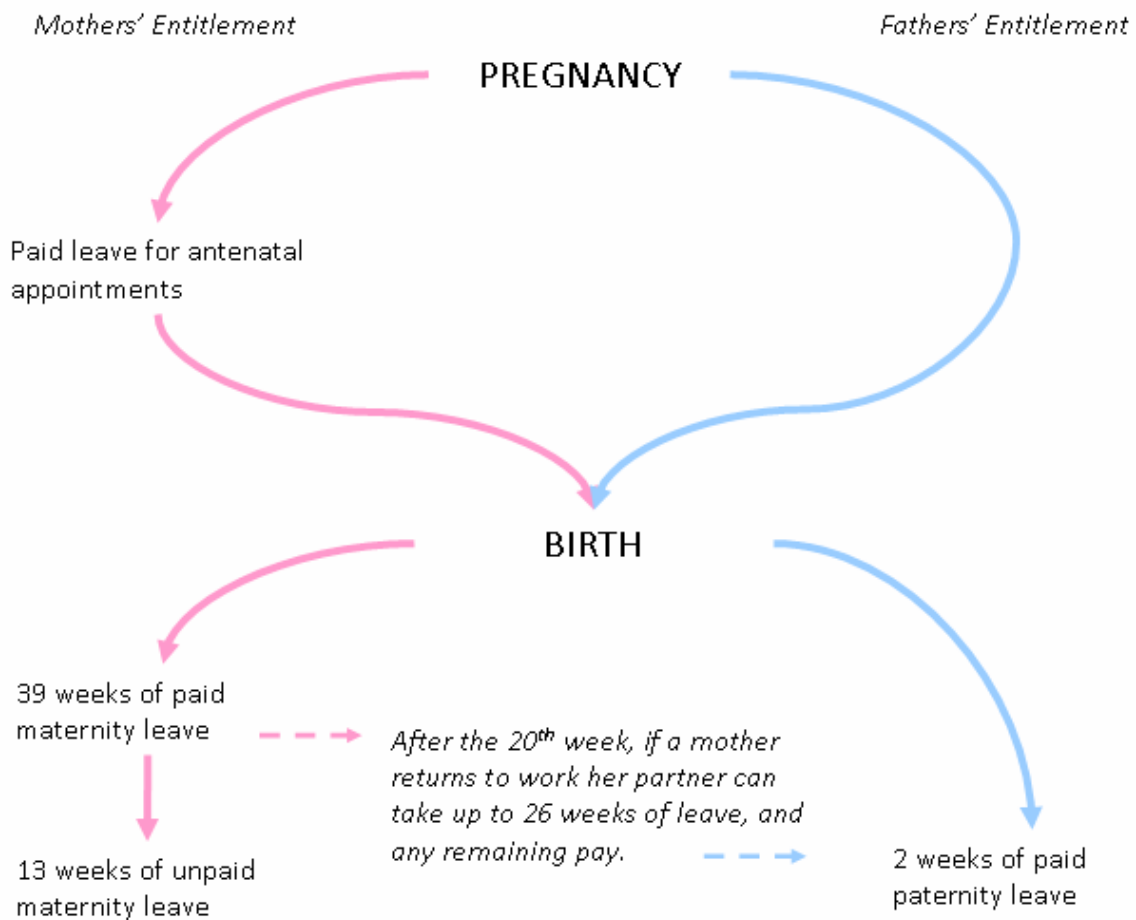 Mothers’ Entitlement
Fathers’ Entitlement
PREGNANCY
Paid leave for antenatal
appointments
BIRTH
39 weeks of paid
maternity leave
After the 20th week, if a mother
returns to work her partner can
take up to 26 weeks of leave, and
any remaining pay.
13 weeks of unpaid
maternity leave
2 weeks of paid
paternity leave